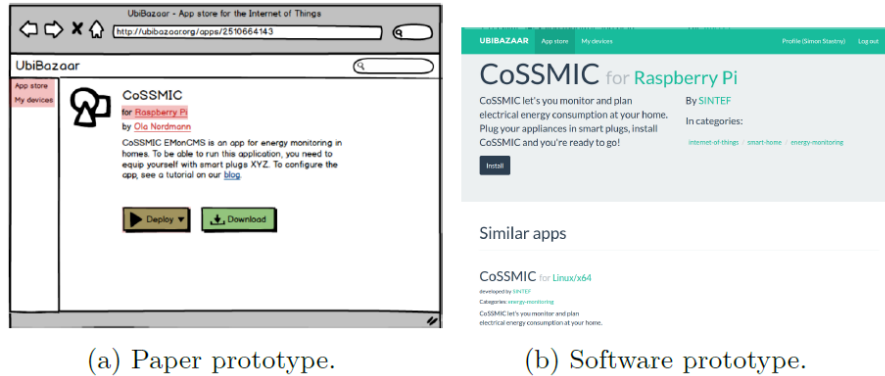 UbiBazaar - App store for the Internet of Things
http://ubibazaar.org/apps/2510664143
UbiBazaar
App store
My devices
CoSSMIC
for Raspberry Pi
by Ola Nordmann
CoSSMIC EMonCMS is an app for energy monitoring in
homes. To be able to run this application, you need to
equip yourself with smart plugs XYZ. To configure the
app, see a tutorial on our blog.
Deploy
Download
(a) Paper prototype.
UBIBAZAAR App store My devices Profile (Simon Stastny) Log out
CoSSMIC for Raspberry Pi
CoSSMIC let's you monitor and plan
electrical energy consumption at your home.
Plug your appliances in smart plugs, install
CoSSMIC and you're ready to go!
By SINTEF
In categories:
internet-of-things / smart-home / energy-monitoring
Install
Similar apps
CoSSMIC for Linux/x64
developed by SINTEF
Categories: energy-monitoring
CoSSMIC let's you monitor and plan
electrical energy consumption at your home.
(b) Software prototype.